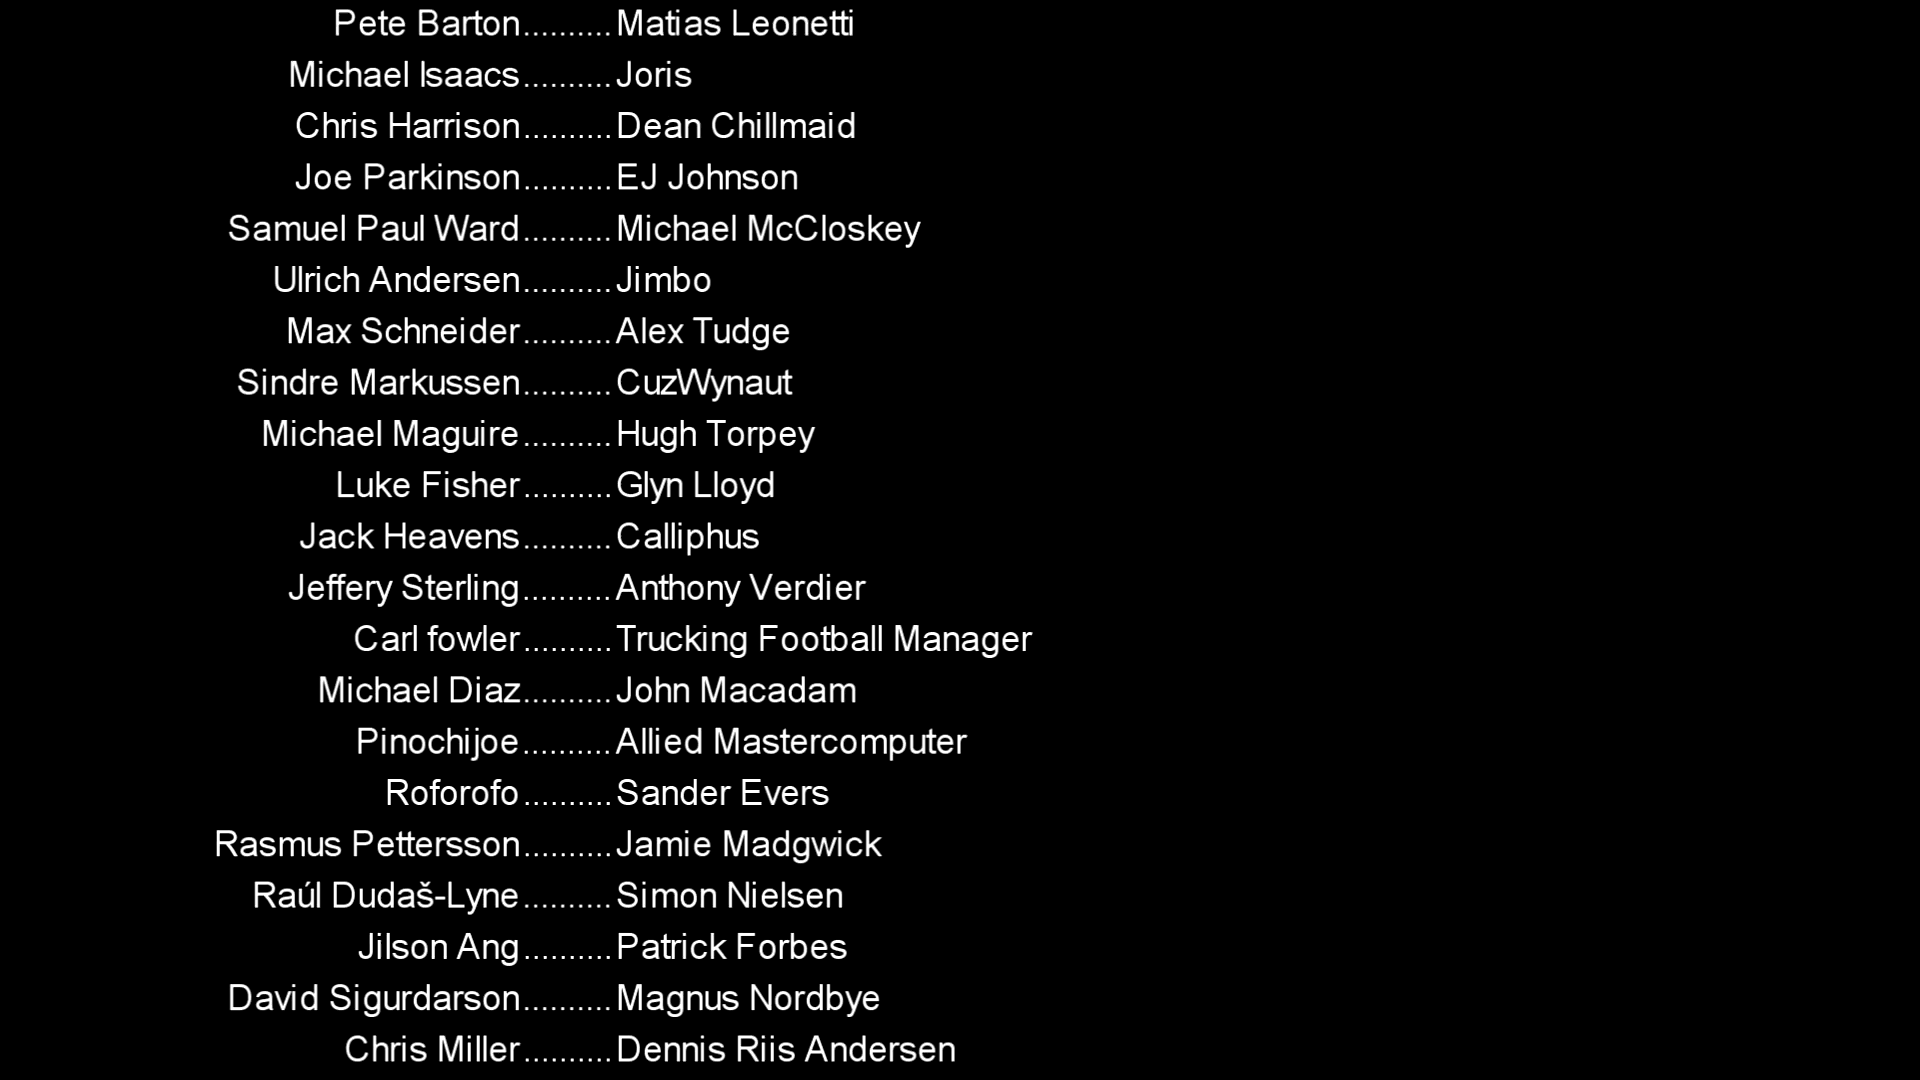 Pete Barton..........Matias Leonetti
Michael Isaacs..........Joris
Chris Harrison..........Dean Chillmaid
Joe Parkinson..........EJ Johnson
Samuel Paul Ward..........Michael McCloskey
Ulrich Andersen..........Jimbo
Max Schneider..........Alex Tudge
Sindre Markussen..........CuzWynaut
Michael Maguire..........Hugh Torpey
Luke Fisher..........Glyn Lloyd
Jack Heavens..........Calliphus
Jeffery Sterling..........Anthony Verdier
Carl fowler..........Trucking Football Manager
Michael Diaz..........John Macadam
Pinochijoe..........Allied Mastercomputer
Roforofo..........Sander Evers
Rasmus Pettersson..........Jamie Madgwick
Raúl Dudaš-Lyne..........Simon Nielsen
Jilson Ang..........Patrick Forbes
David Sigurdarson..........Magnus Nordbye
Chris Miller..........Dennis Riis Andersen